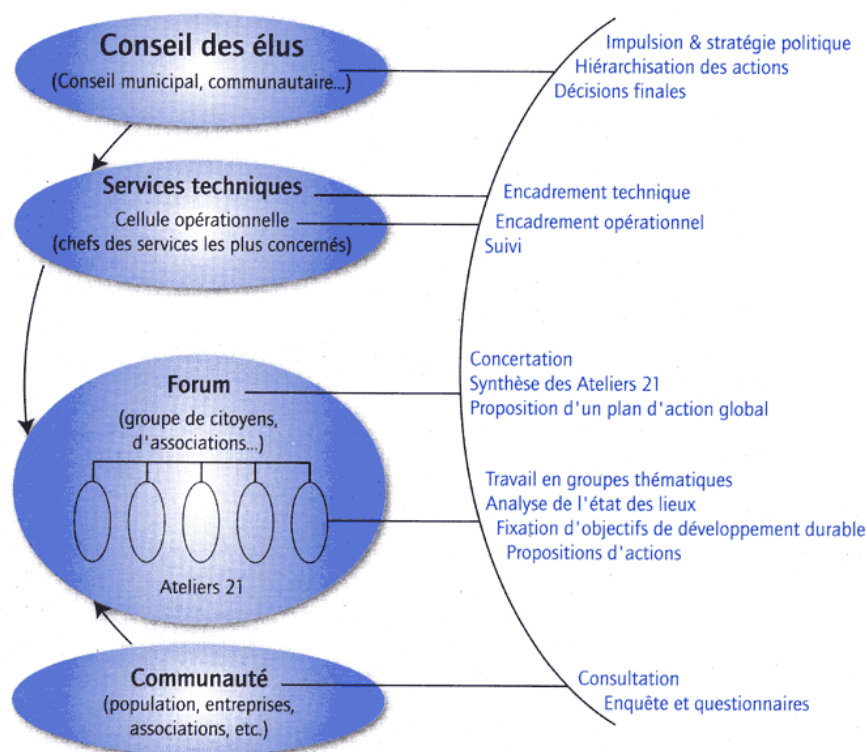 Conseil des élus
(Conseil municipal, communautaire...)
Impulsion & stratégie politique
Hiérarchisation des actions
Décisions finales
Services techniques
Cellule opérationnelle
(chefs des services les plus concernés)
Encadrement technique
Encadrement opérationnel
Suivi
Forum
(groupe de citoyens,
d'associations...)
Ateliers 21
Concertation
Synthèse des Ateliers 21
Proposition d'un plan d'action global
Travail en groupes thématiques
Analyse de l'état des lieux
Fixation d'objectifs de développement durable
Propositions d'actions
Communauté
(population, entreprises,
associations, etc.)
Consultation
Enquête et questionnaires